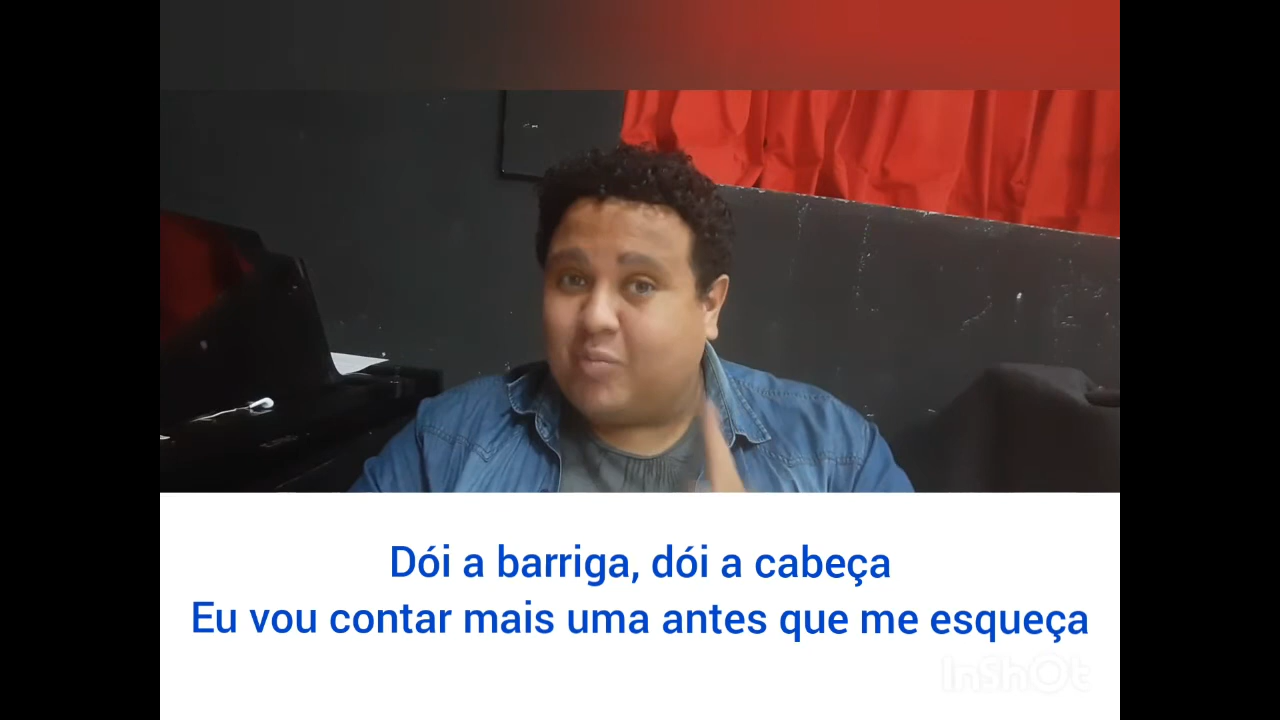 Dói a barriga, dói a cabeça
Eu vou contar mais uma antes que me esqueça
InShOt